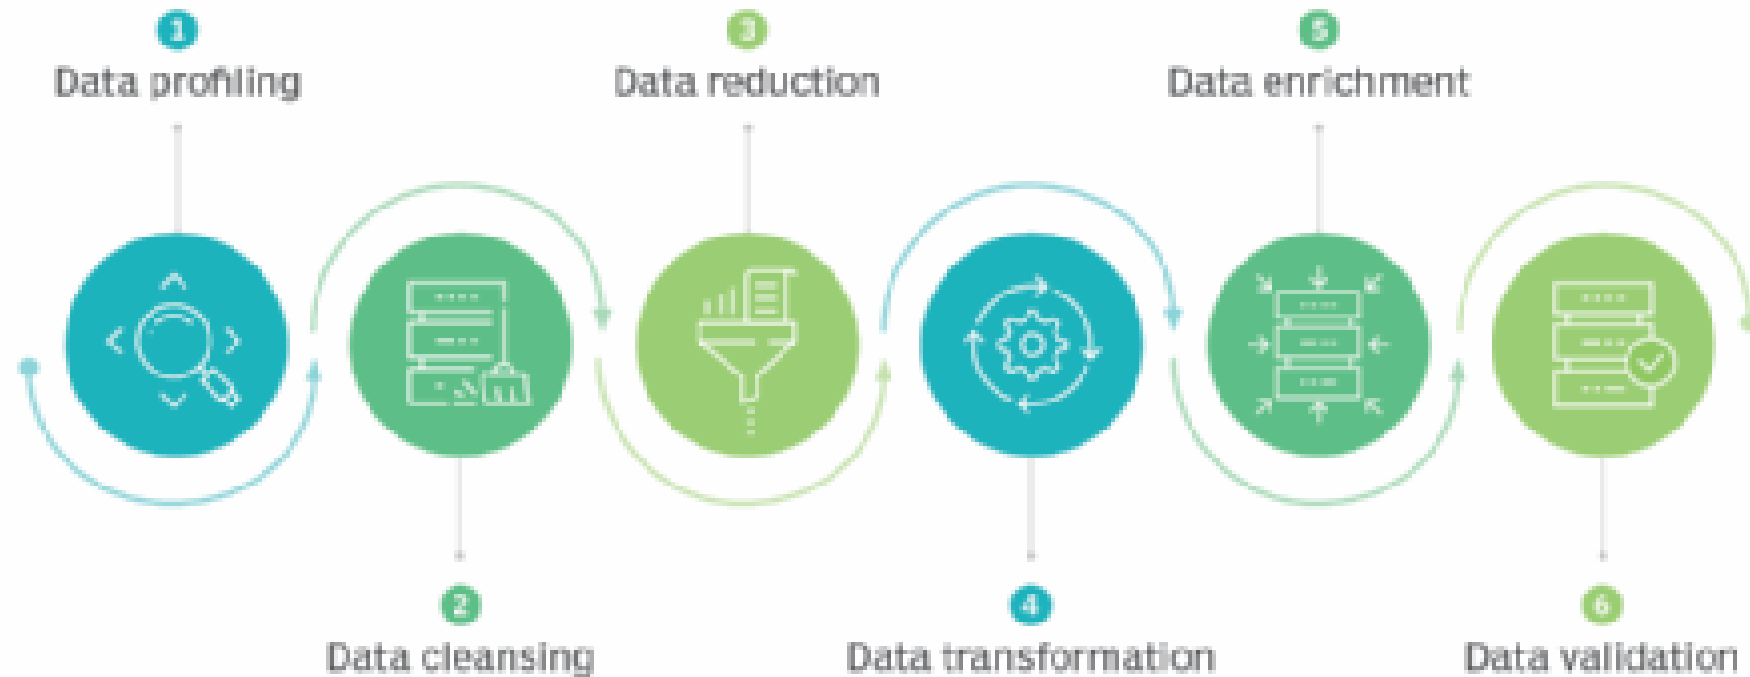 1
Data profiling
2
Data cleansing
3
Data reduction
4
Data transformation
5
Data enrichment
6
Data validation